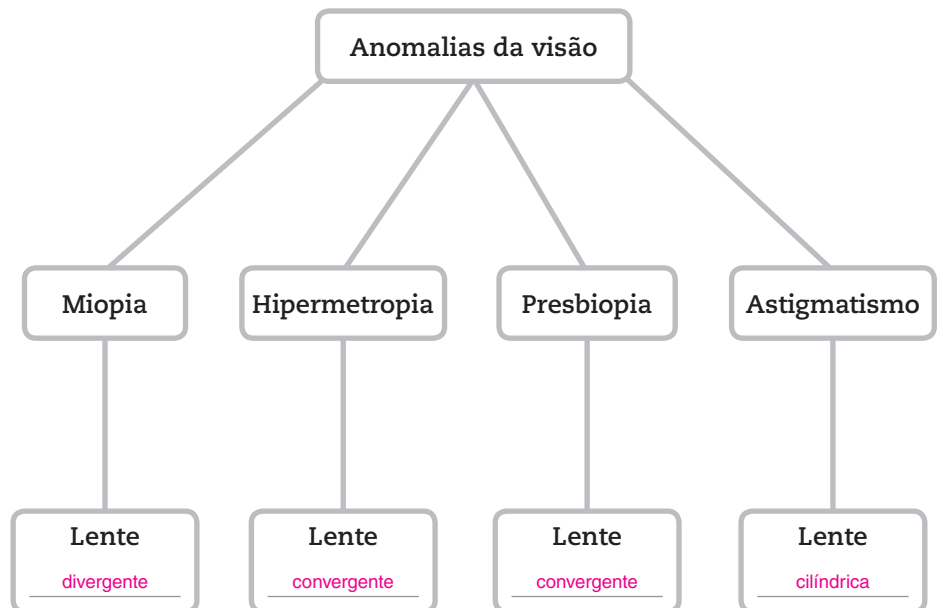 Anomalias da visão
Miopia
Hipermetropia
Presbiopia
Astigmatismo
Lente
divergente
Lente
convergente
Lente
convergente
Lente
cilíndrica